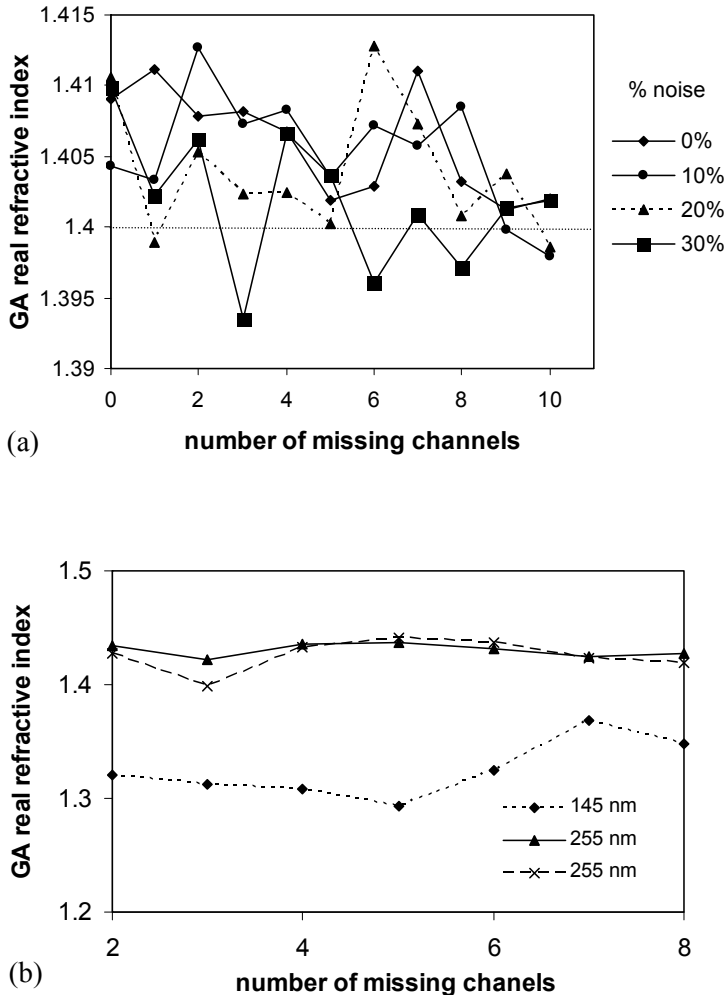 1.415
1.41
1.405
1.4
1.395
1.39
GA real refractive index
0 2 4 6 8 10
number of missing channels
% noise
0%
10%
20%
30%
(a)
1.5
1.4
1.3
1.2
GA real refractive index
145 nm
255 nm
255 nm
2 4 6 8
number of missing chanels
(b)